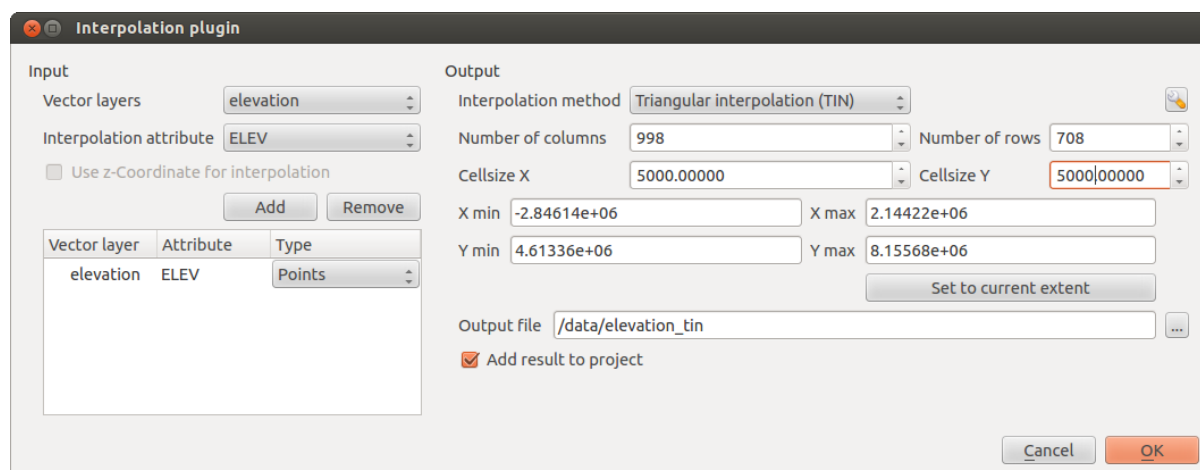 Interpolation plugin
Input
Vector layers elevation
Interpolation attribute ELEV
Use z-Coordinate for interpolation
Add Remove
Vector layer Attribute Type
elevation ELEV Points
Output
Interpolation method Triangular interpolation (TIN)
Number of columns 998 Number of rows 708
Cellsize X 5000.00000 Cellsize Y 5000.00000
X min -2.84614e+06 X max 2.14422e+06
Y min 4.61336e+06 Y max 8.15568e+06
Set to current extent
Output file /data/elevation_tin ...
Add result to project
Cancel OK